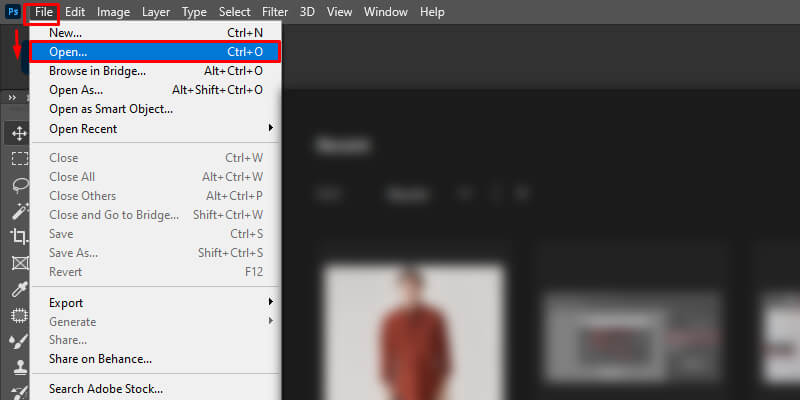 Ps File Edit Image Layer Type Select Filter 3D View Window Help
New... Ctrl+N
Open... Ctrl+O
Browse in Bridge... Alt+Ctrl+O
Open As... Alt+Shift+Ctrl+O
Open as Smart Object...
Open Recent
Close Ctrl+W
Close All Alt+Ctrl+W
Close Others Alt+Ctrl+P
Close and Go to Bridge... Shift+Ctrl+W
Save Ctrl+S
Save As... Shift+Ctrl+S
Revert F12
Export
Generate
Share...
Share on Behance...
Search Adobe Stock...